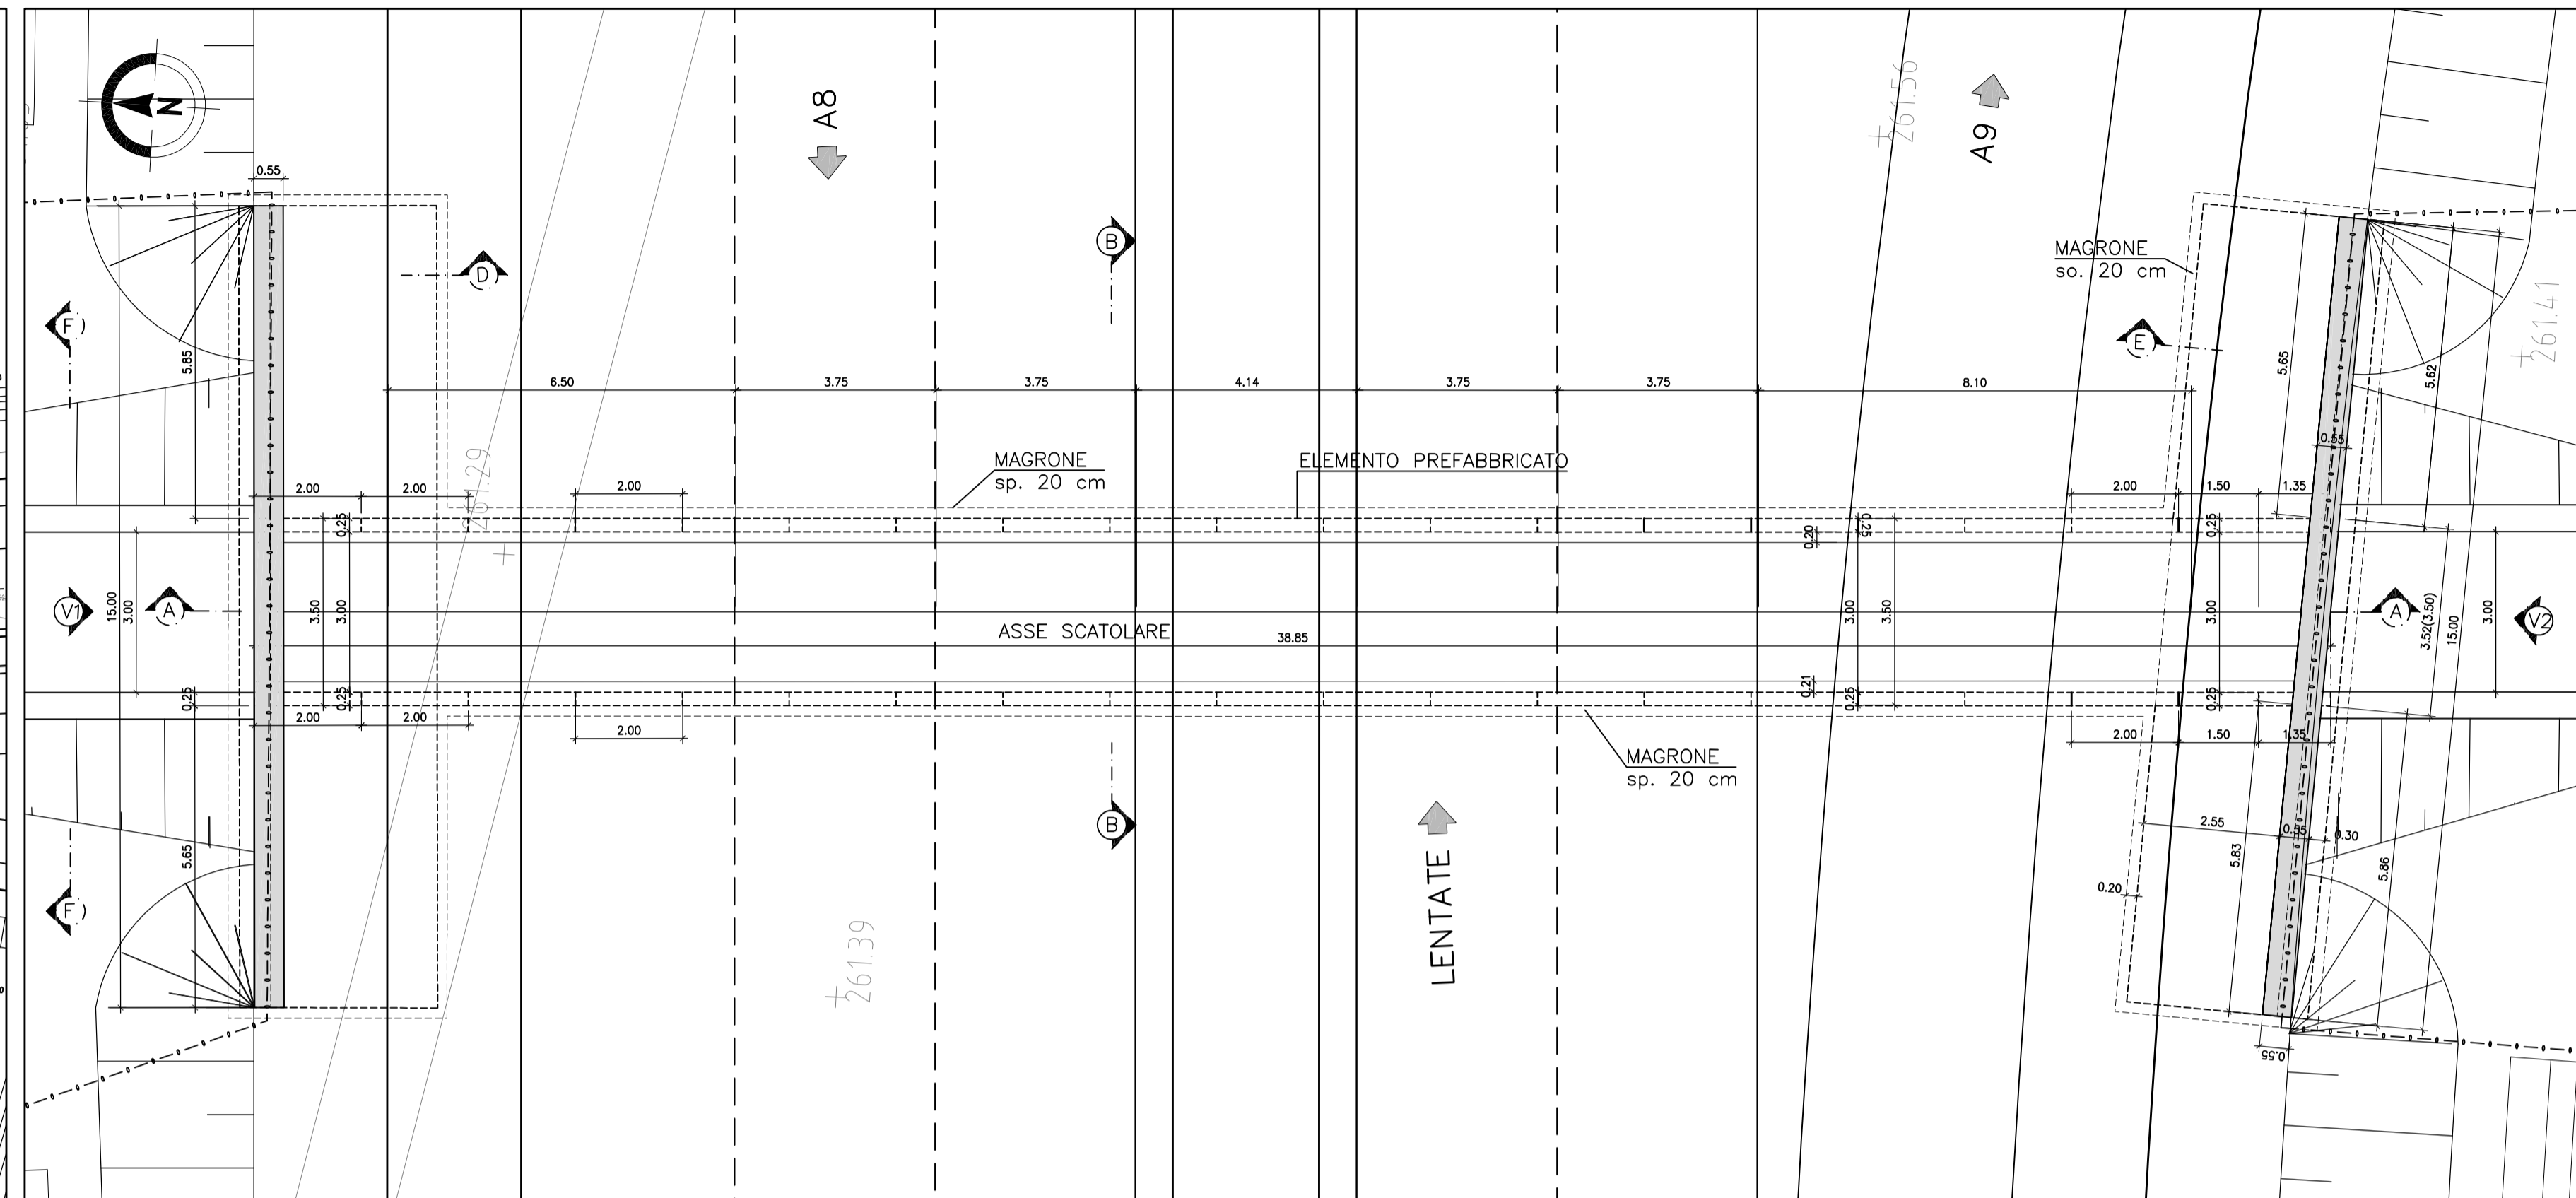 N
A8
A9
261.56
0.55
B
D
MAGRONE
so. 20 cm
F
E
261.41
5.85
5.65
5.62
6.50
3.75
3.75
4.14
3.75
3.75
8.10
0.55
261.29
MAGRONE
sp. 20 cm
ELEMENTO PREFABBRICATO
2.00
2.00
2.00
2.00
1.50
1.35
0.25
0.20
0.25
0.25
V1
15.00
3.00
A
3.50
3.00
ASSE SCATOLARE
38.85
3.00
3.50
3.00
A
3.52(3.50)
15.00
3.00
V2
0.25
0.25
0.21
0.25
0.25
2.00
2.00
2.00
2.00
1.50
1.35
MAGRONE
sp. 20 cm
B
5.65
2.55
0.55
0.30
5.83
5.86
F
LENTATE
0.20
261.39
0.55